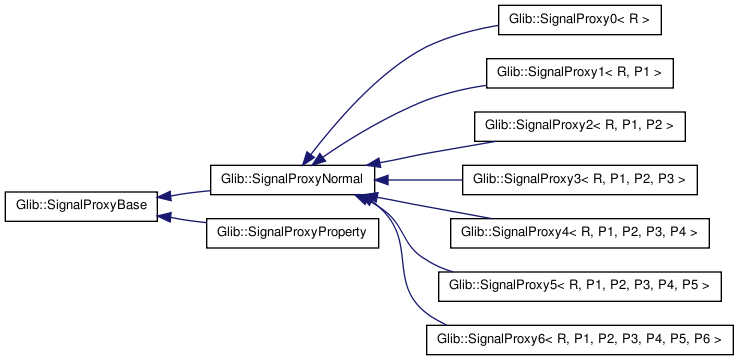 Glib::SignalProxy0< R >
Glib::SignalProxy1< R, P1 >
Glib::SignalProxy2< R, P1, P2 >
Glib::SignalProxyNormal
Glib::SignalProxy3< R, P1, P2, P3 >
Glib::SignalProxyBase
Glib::SignalProxyProperty
Glib::SignalProxy4< R, P1, P2, P3, P4 >
Glib::SignalProxy5< R, P1, P2, P3, P4, P5 >
Glib::SignalProxy6< R, P1, P2, P3, P4, P5, P6 >